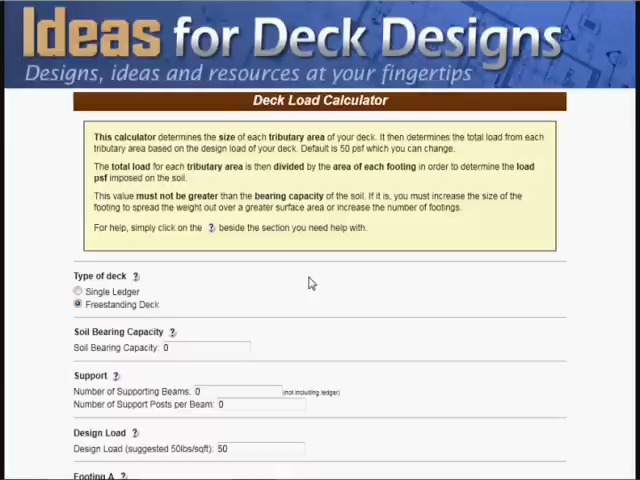 Ideas for Deck Designs
Designs, ideas and resources at your fingertips
Deck Load Calculator
This calculator determines the size of each tributary area of your deck. It then determines the total load from each
tributary area based on the design load of your deck. Default is 50 psf which you can change.
The total load for each tributary area is then divided by the area of each footing in order to determine the load
psf imposed on the soil.
This value must not be greater than the bearing capacity of the soil. If it is, you must increase the size of the
footing to spread the weight out over a greater surface area or increase the number of footings.
For help, simply click on the ? beside the section you need help with.
Type of deck ?
Single Ledger
Freestanding Deck
Soil Bearing Capacity ?
Soil Bearing Capacity: 0
Support ?
Number of Supporting Beams: 0 (not including ledger)
Number of Support Posts per Beam: 0
Design Load ?
Design Load (suggested 50lbs/sqft): 50
Footing A ?